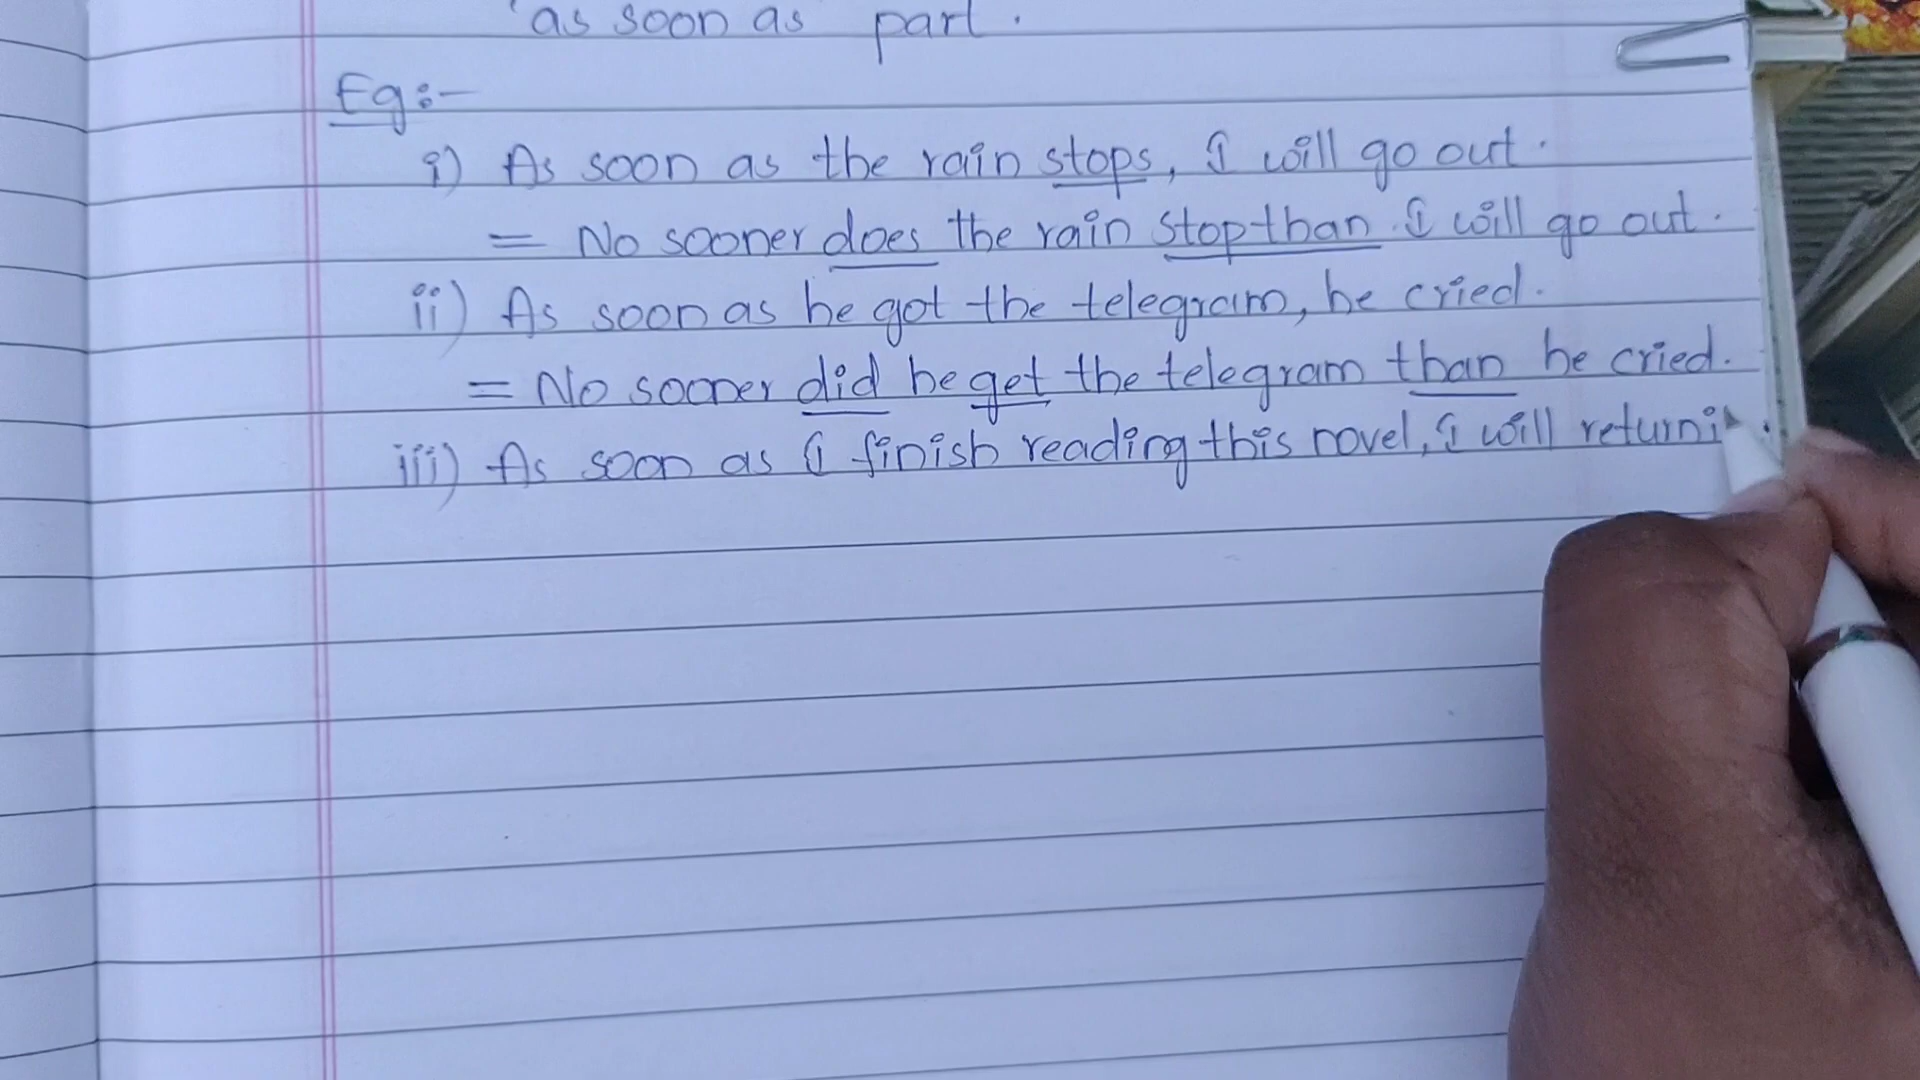 'as soon as' part.
Eg:-
i) As soon as the rain stops, I will go out.
= No sooner does the rain stop than I will go out.
ii) As soon as he got the telegram, he cried.
= No sooner did he get the telegram than he cried.
iii) As soon as I finish reading this novel, I will return i